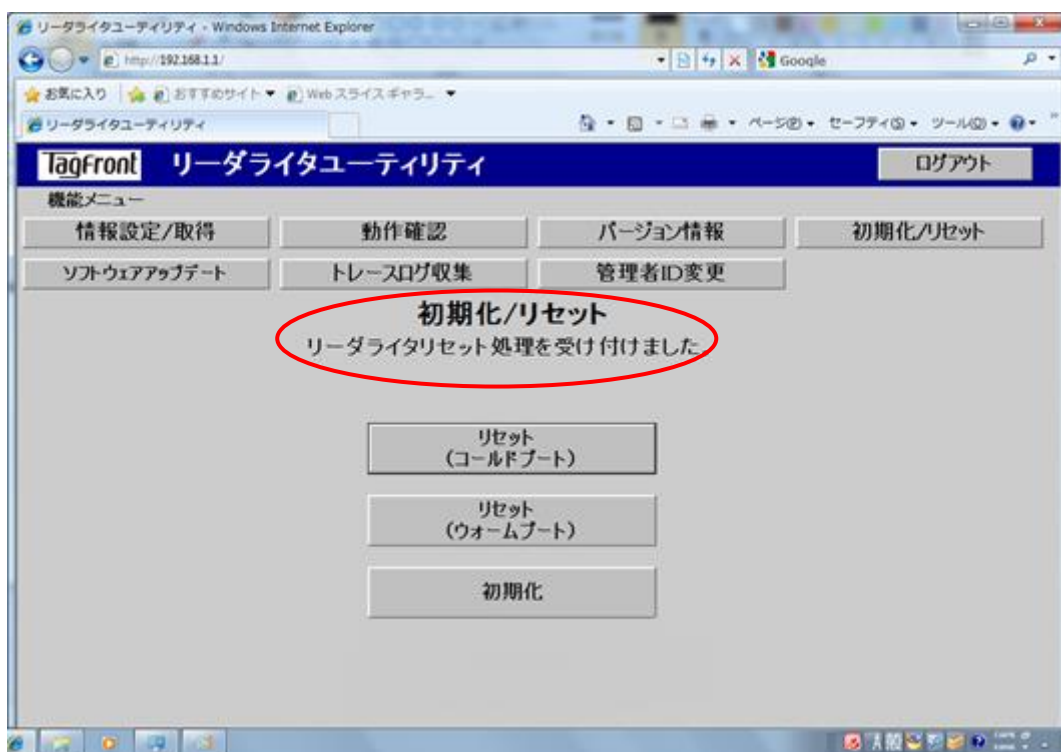 リーダライタユーティリティ - Windows Internet Explorer
http://192.168.1.1/
Google
お気に入り おすすめサイト Web スライス ギャラ...
リーダライタユーティリティ
ページ(P) セーフティ(S) ツール(O)
TagFront リーダライタユーティリティ ログアウト
機能メニュー
情報設定/取得 動作確認 バージョン情報 初期化/リセット
ソフトウェアアップデート トレースログ収集 管理者ID変更
初期化/リセット
リーダライタリセット処理を受け付けました。
リセット
(コールドブート)
リセット
(ウォームブート)
初期化
A 般